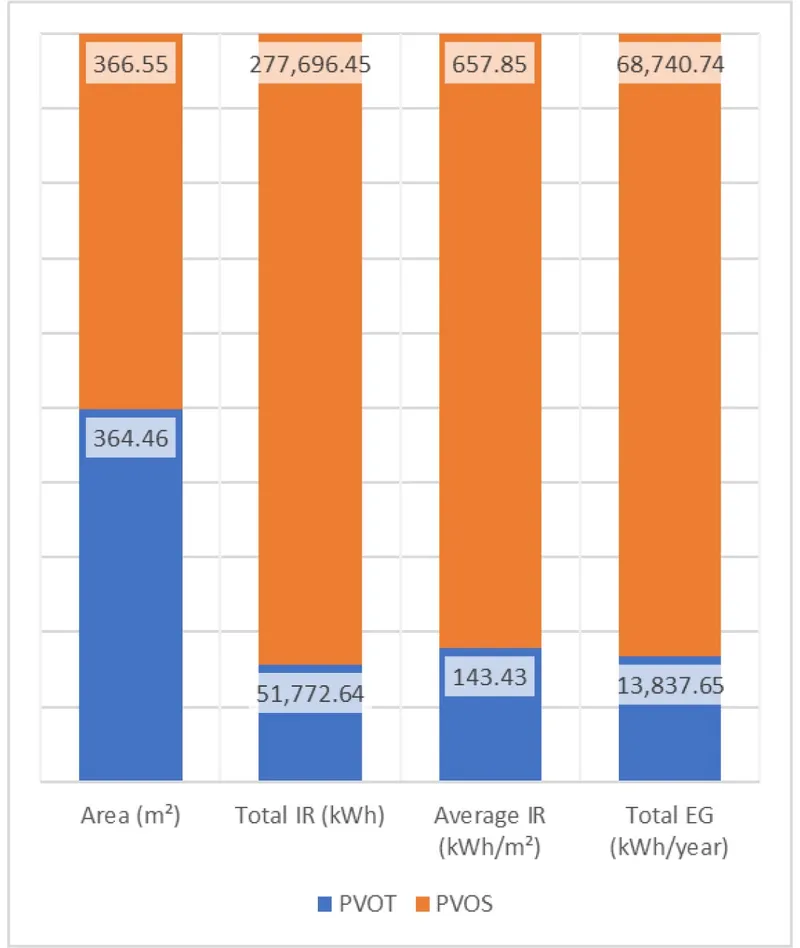 366.55 277,696.45 657.85 68,740.74
364.46
51,772.64 143.43 13,837.65
Area (m²) Total IR (kWh) Average IR (kWh/m²) Total EG (kWh/year)
PVOT PVOS